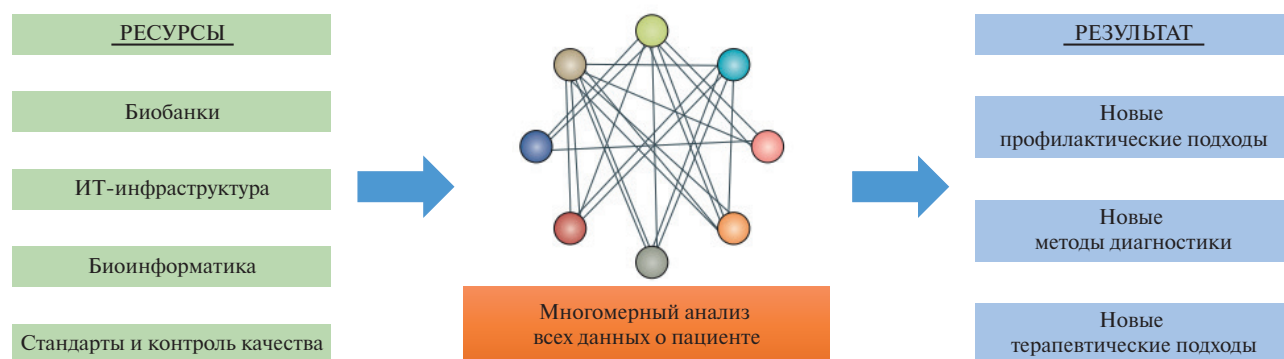 РЕСУРСЫ
Биобанки
ИТ-инфраструктура
Биоинформатика
Стандарты и контроль качества
Многомерный анализ
всех данных о пациенте
РЕЗУЛЬТАТ
Новые
профилактические подходы
Новые
методы диагностики
Новые
терапевтические подходы